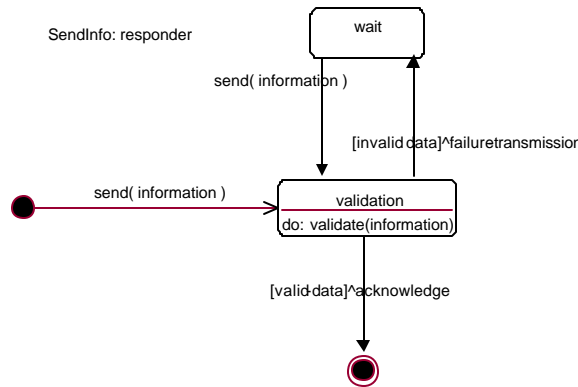 SendInfo: responder
wait
send( information )
[invalid data]^failuretransmission
send( information )
validation
do: validate(information)
[valid data]^acknowledge